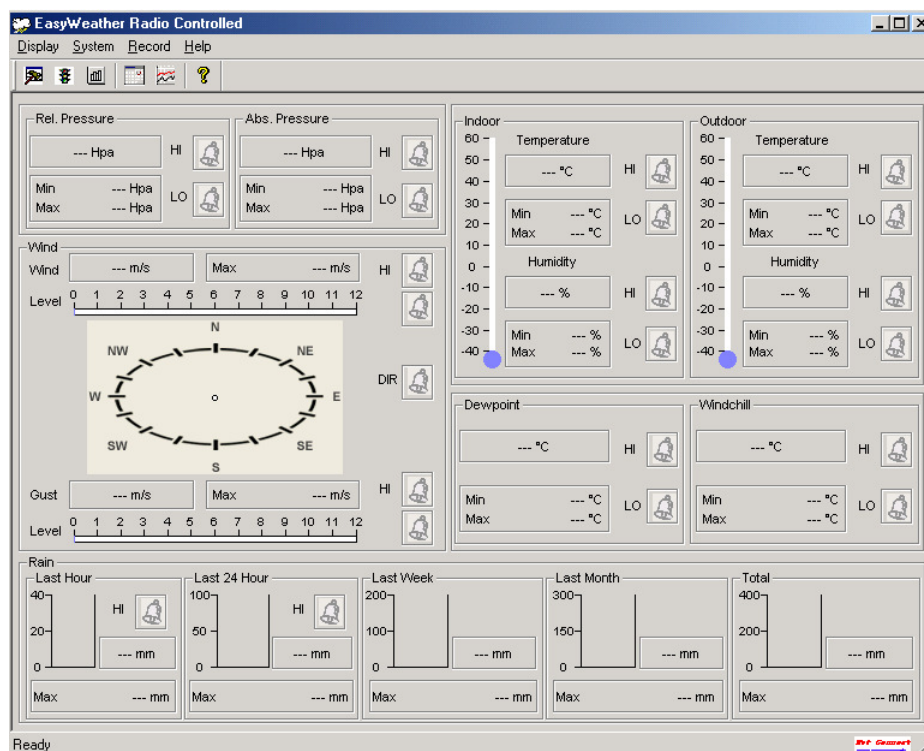 EasyWeather Radio Controlled
Display System Record Help
Rel. Pressure
--- Hpa HI
Min --- Hpa LO
Max --- Hpa
Abs. Pressure
--- Hpa HI
Min --- Hpa LO
Max --- Hpa
Wind
Wind --- m/s Max --- m/s HI
Level 0 1 2 3 4 5 6 7 8 9 10 11 12
N
NW NE
W E
SW SE
S
DIR
Gust --- m/s Max --- m/s HI
Level 0 1 2 3 4 5 6 7 8 9 10 11 12
Indoor
60
50
40
30
20
10
0
-10
-20
-30
-40
Temperature
--- °C HI
Min --- °C LO
Max --- °C
Humidity
--- % HI
Min --- % LO
Max --- %
Outdoor
60
50
40
30
20
10
0
-10
-20
-30
-40
Temperature
--- °C HI
Min --- °C LO
Max --- °C
Humidity
--- % HI
Min --- % LO
Max --- %
Dewpoint
--- °C HI
Min --- °C LO
Max --- °C
Windchill
--- °C HI
Min --- °C LO
Max --- °C
Rain
Last Hour
40
20
0
HI
--- mm
Max --- mm
Last 24 Hour
100
50
0
HI
--- mm
Max --- mm
Last Week
200
100
0
--- mm
Max --- mm
Last Month
300
150
0
--- mm
Max --- mm
Total
400
200
0
--- mm
Max --- mm
Ready
Not Connect